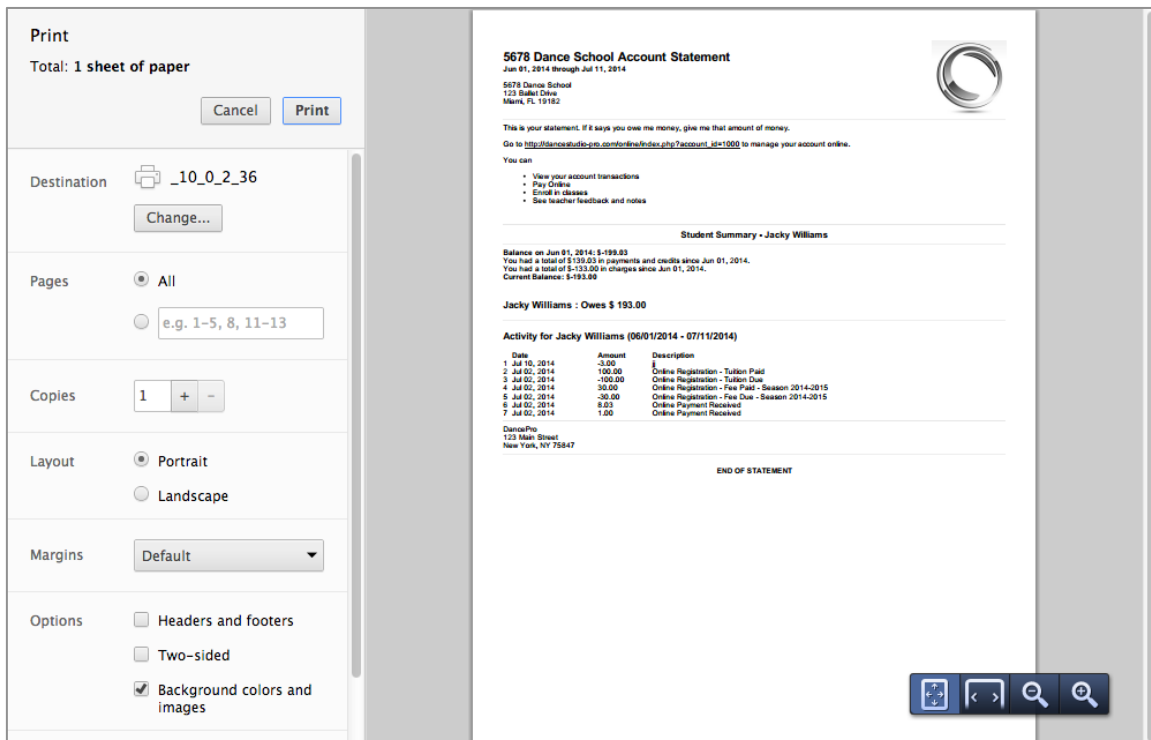 Print
Total: 1 sheet of paper
Cancel
Print
Destination
_10_0_2_36
Change...
Pages
All
e.g. 1-5, 8, 11-13
Copies
1
+
-
Layout
Portrait
Landscape
Margins
Default
Options
Headers and footers
Two-sided
Background colors and
images
5678 Dance School Account Statement
Jun 01, 2014 through Jul 11, 2014
5678 Dance School
123 Ballet Drive
Miami, FL 19182
This is your statement. If it says you owe me money, give me that amount of money.
Go to http://dancestudio-pro.com/online/index.php?account_id=1000 to manage your account online.
You can
• View your account transactions
• Pay Online
• Enroll in classes
• See teacher feedback and notes
Student Summary - Jacky Williams
Balance on Jun 01, 2014: $-199.03
You had a total of $139.03 in payments and credits since Jun 01, 2014.
You had a total of $-133.00 in charges since Jun 01, 2014.
Current Balance: $-193.00
Jacky Williams : Owes $ 193.00
Activity for Jacky Williams (06/01/2014 - 07/11/2014)
Date Amount Description
1 Jul 10, 2014 -3.00 j
2 Jul 02, 2014 100.00 Online Registration - Tuition Paid
3 Jul 02, 2014 -100.00 Online Registration - Tuition Due
4 Jul 02, 2014 30.00 Online Registration - Fee Paid - Season 2014-2015
5 Jul 02, 2014 -30.00 Online Registration - Fee Due - Season 2014-2015
6 Jul 02, 2014 8.03 Online Payment Received
7 Jul 02, 2014 1.00 Online Payment Received
DancePro
123 Main Street
New York, NY 75847
END OF STATEMENT